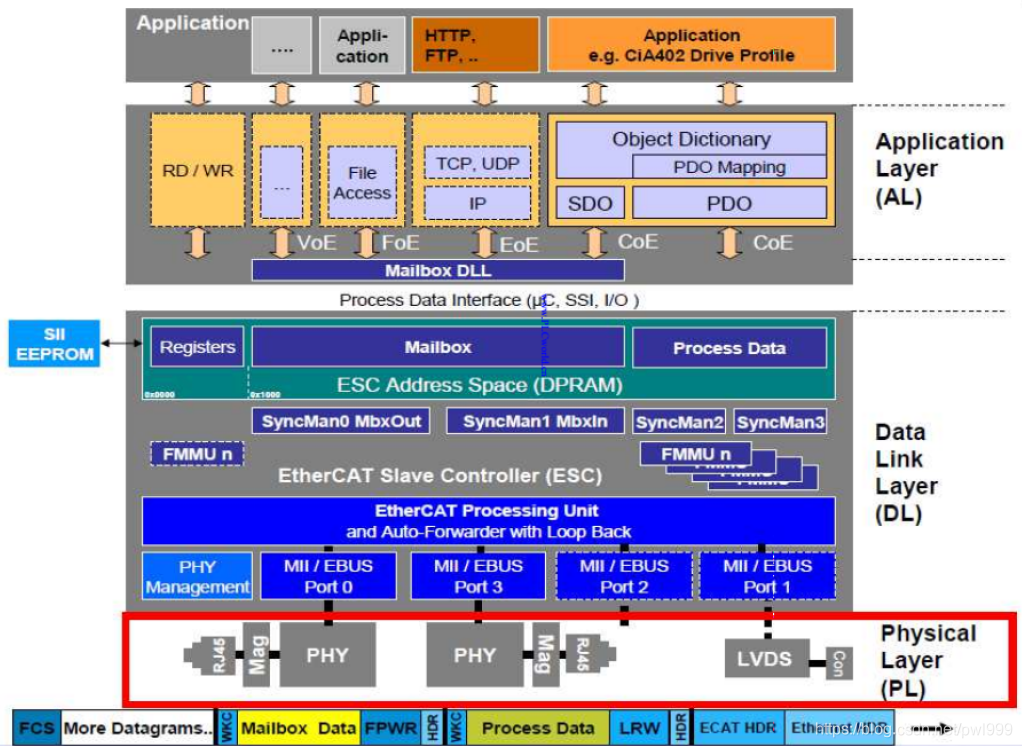 Application
....
Appli-
cation
HTTP,
FTP, ..
Application
e.g. CiA402 Drive Profile
RD / WR
...
File
Access
TCP, UDP
IP
Object Dictionary
PDO Mapping
SDO
PDO
Application
Layer
(AL)
VoE
FoE
EoE
CoE
CoE
Mailbox DLL
Process Data Interface (µC, SSI, I/O )
SII
EEPROM
Registers
Mailbox
Process Data
0x0000
0x1000
ESC Address Space (DPRAM)
SyncMan0 MbxOut
SyncMan1 MbxIn
SyncMan2
SyncMan3
FMMU n
FMMU n
EtherCAT Slave Controller (ESC)
Data
Link
Layer
(DL)
EtherCAT Processing Unit
and Auto-Forwarder with Loop Back
PHY
Management
MII / EBUS
Port 0
MII / EBUS
Port 3
MII / EBUS
Port 2
MII / EBUS
Port 1
RJ45
Mag
PHY
PHY
Mag
RJ45
LVDS
Con
Physical
Layer
(PL)
FCS
More Datagrams..
WKC
Mailbox Data
FPWR
HDR
WKC
Process Data
LRW
HDR
ECAT HDR
Ethernet HDR
https://blog.csdn.net/pwl999